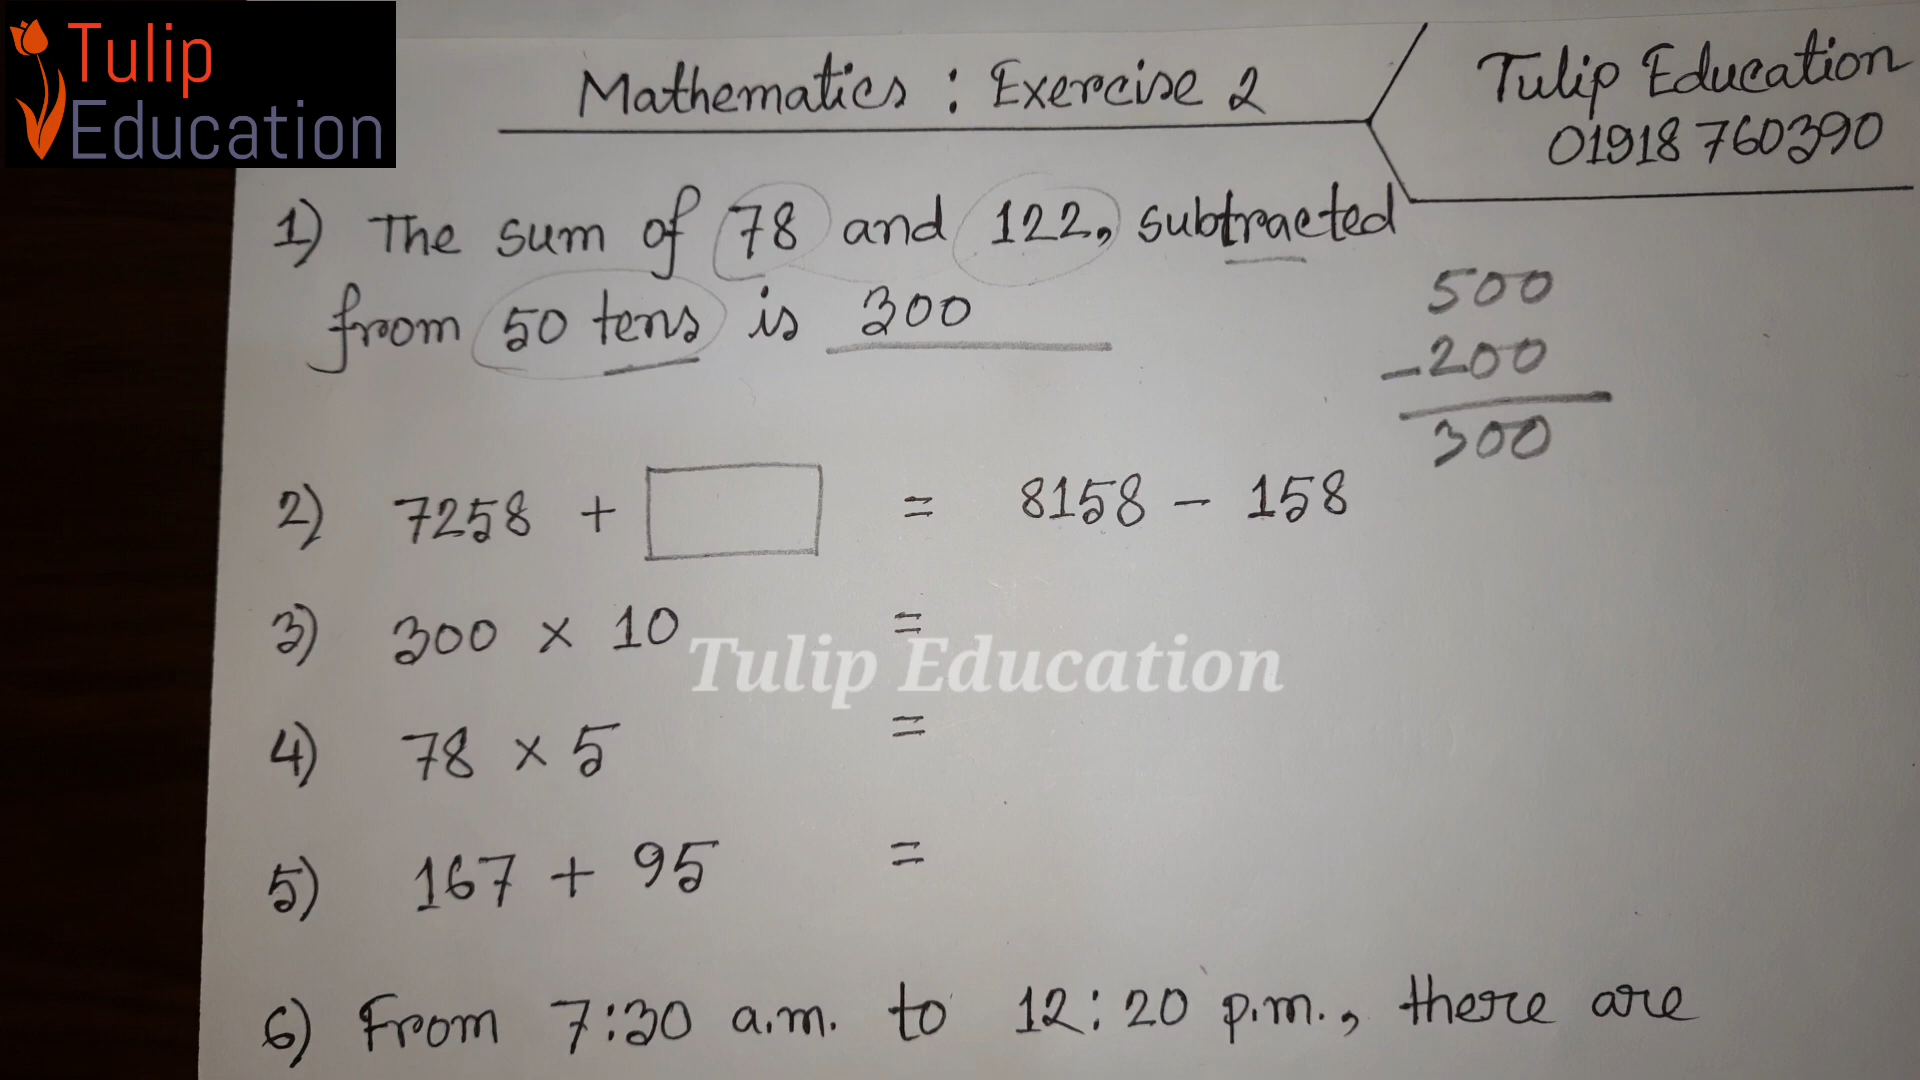 Tulip
Education
Mathematics : Exercise 2
Tulip Education
01918 760390
1) The sum of 78 and 122, subtracted
from 50 tens is 300
500
-200
300
2) 7258 + = 8158 - 158
3) 300 × 10 =
Tulip Education
4) 78 × 5 =
5) 167 + 95 =
6) From 7:30 a.m. to 12:20 p.m., there are